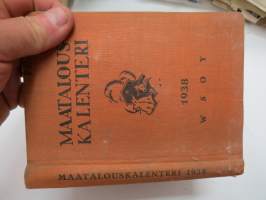 MAATALOUS
KALENTERI
1938
WSOY
MAATALOUSKALENTERI 1938